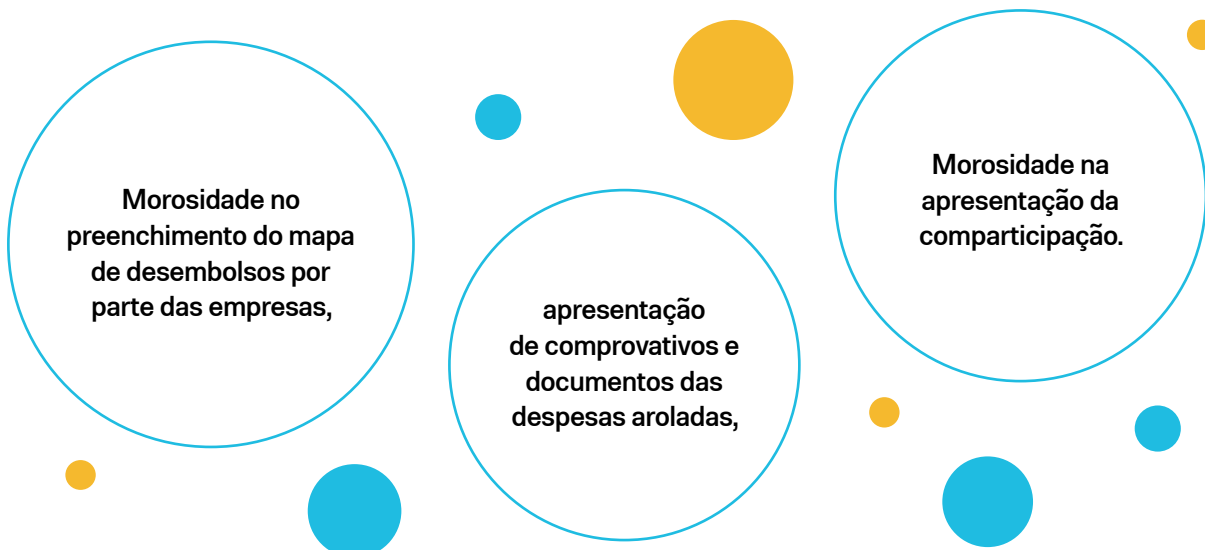 Morosidade no
preenchimento do mapa
de desembolsos por
parte das empresas,
apresentação
de comprovativos e
documentos das
despesas aroladas,
Morosidade na
apresentação da
comparticipação.